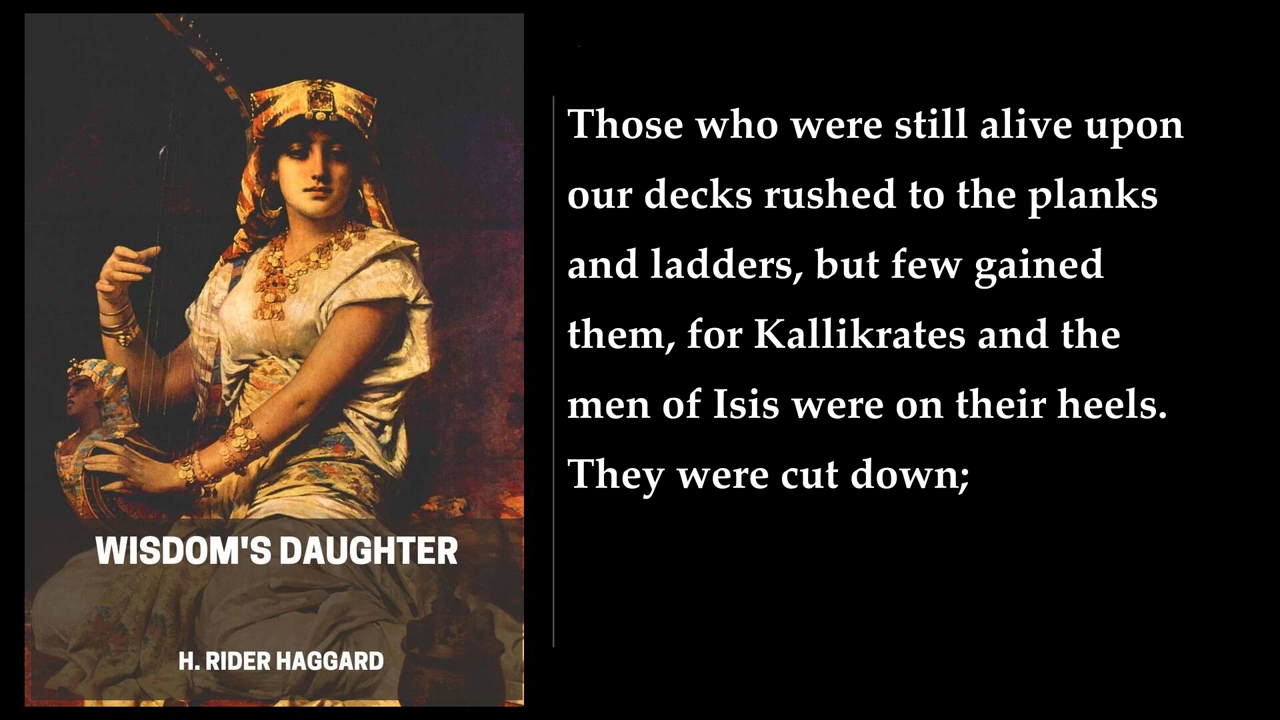 WISDOM'S DAUGHTER
H. RIDER HAGGARD
Those who were still alive upon
our decks rushed to the planks
and ladders, but few gained
them, for Kallikrates and the
men of Isis were on their heels.
They were cut down;